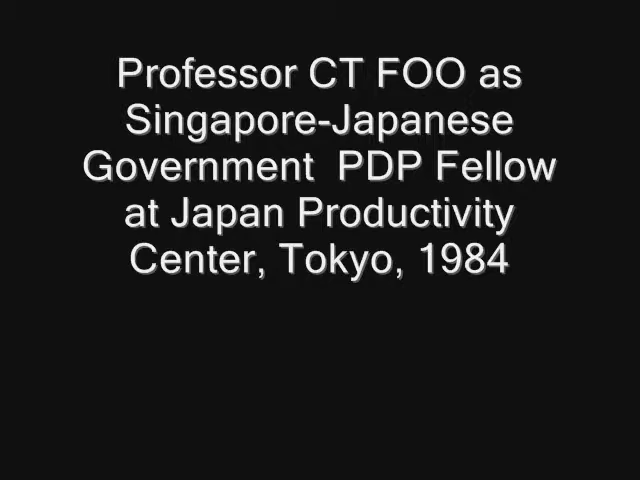 Professor CT FOO as
Singapore-Japanese
Government  PDP Fellow
at Japan Productivity
Center, Tokyo, 1984